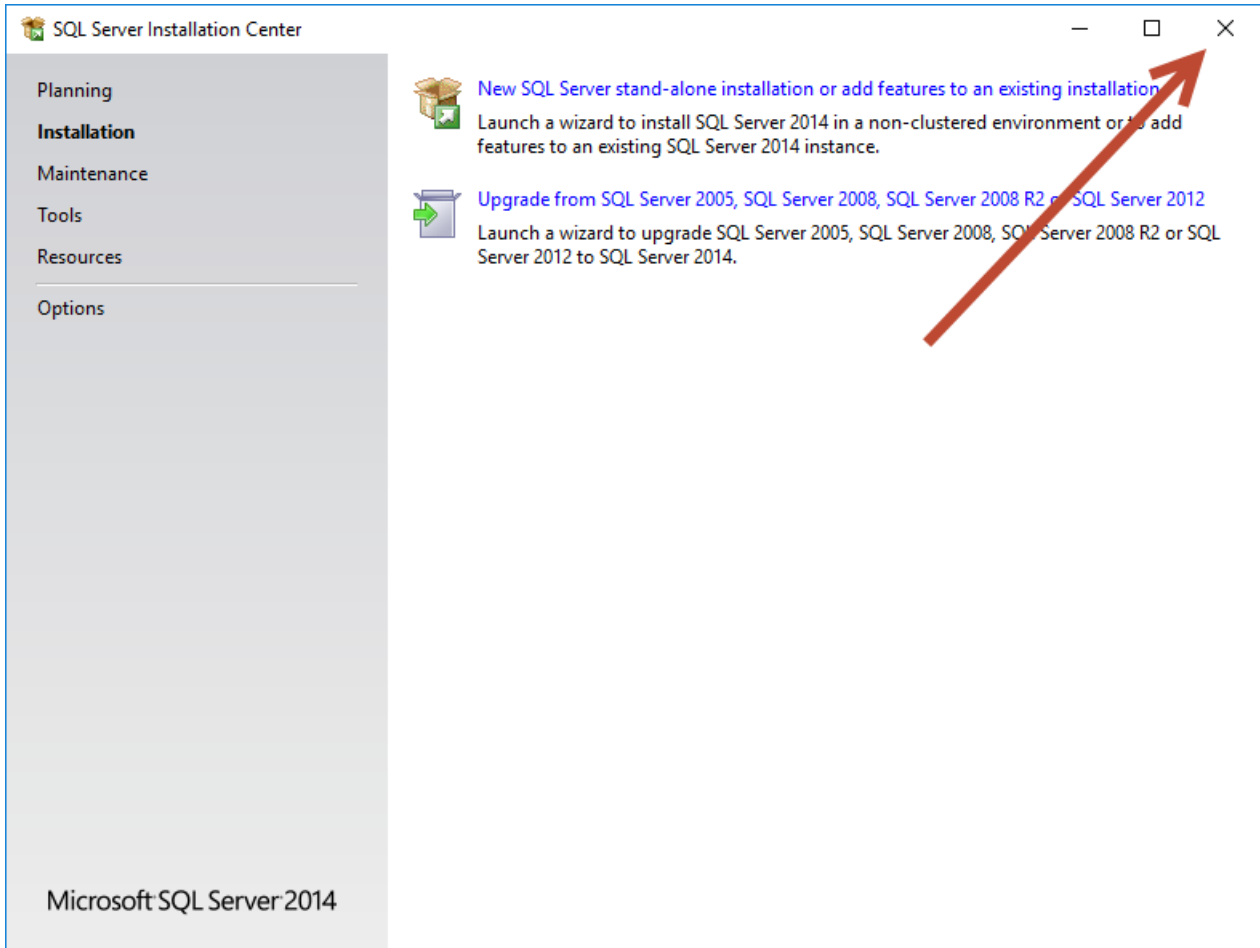 SQL Server Installation Center
Planning
Installation
Maintenance
Tools
Resources
Options
New SQL Server stand-alone installation or add features to an existing installation
Launch a wizard to install SQL Server 2014 in a non-clustered environment or to add
features to an existing SQL Server 2014 instance.
Upgrade from SQL Server 2005, SQL Server 2008, SQL Server 2008 R2 or SQL Server 2012
Launch a wizard to upgrade SQL Server 2005, SQL Server 2008, SQL Server 2008 R2 or SQL
Server 2012 to SQL Server 2014.
Microsoft SQL Server 2014